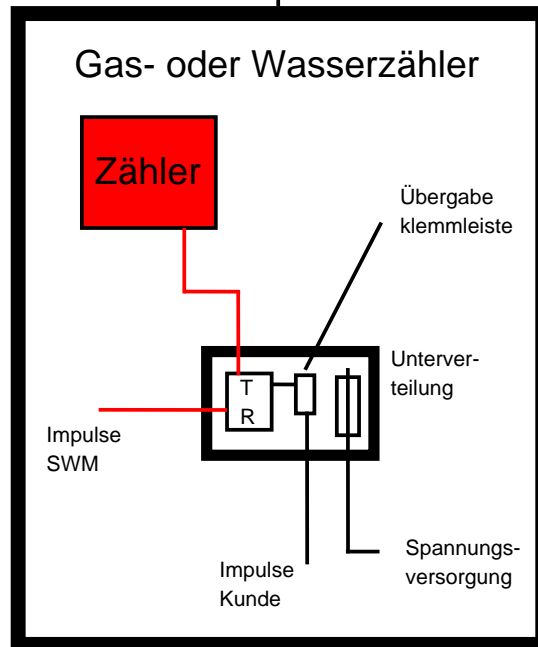 Gas- oder Wasserzähler
Zähler
Übergabe
klemmleiste
Unterver-
teilung
T
R
Impulse
SWM
Spannungs-
versorgung
Impulse
Kunde